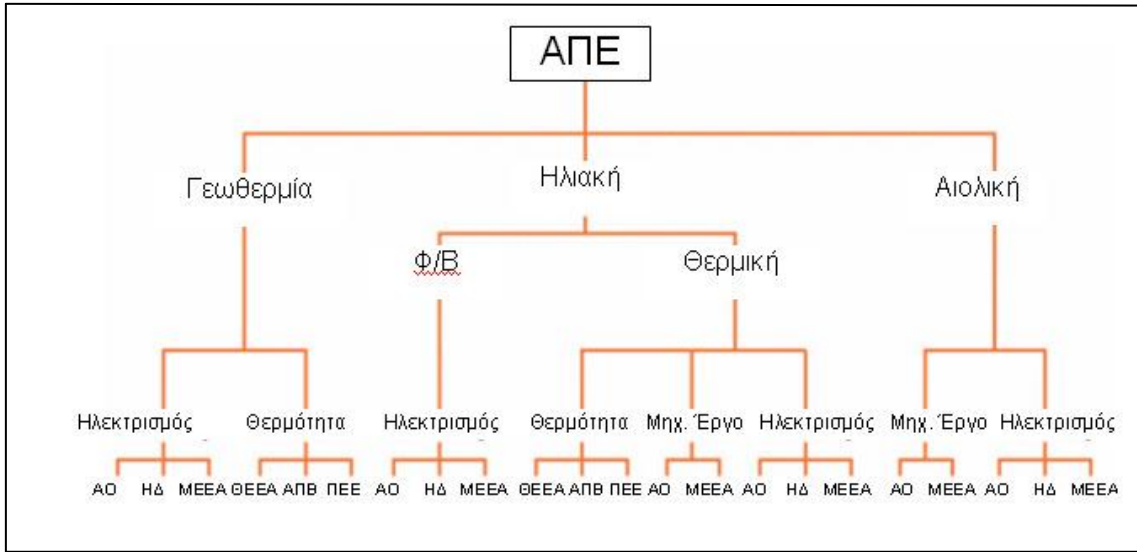 ΑΠΕ
Γεωθερμία Ηλιακή Αιολική
Φ/Β Θερμική
Ηλεκτρισμός Θερμότητα Ηλεκτρισμός Θερμότητα Μηχ. Έργο Ηλεκτρισμός Μηχ. Έργο Ηλεκτρισμός
ΑΟ ΗΔ ΜΕΕΑ ΘΕΕΑ ΑΠΒ ΠΕΕ ΑΟ ΗΔ ΜΕΕΑ ΘΕΕΑ ΑΠΒ ΠΕΕ ΑΟ ΜΕΕΑ ΑΟ ΗΔ ΜΕΕΑ ΑΟ ΜΕΕΑ ΑΟ ΗΔ ΜΕΕΑ